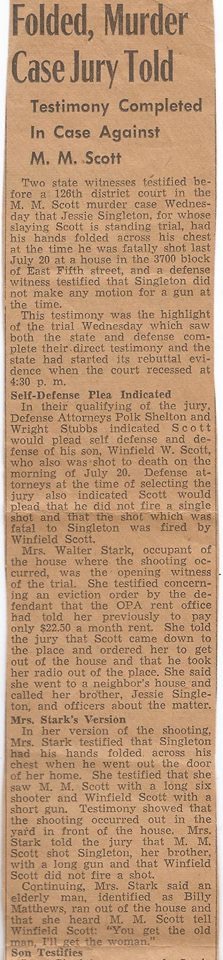 Folded, Murder
Case Jury Told
Testimony Completed
In Case Against
M. M. Scott
Two state witnesses testified be-
fore a 126th district court in the
M. M. Scott murder case Wednes-
day that Jessie Singleton, for whose
slaying Scott is standing trial, had
his hands folded across his chest
at the time he was fatally shot last
July 20 at a house in the 3700 block
of East Fifth street, and a defense
witness testified that Singleton did
not make any motion for a gun at
the time.
This testimony was the highlight
of the trial Wednesday which saw
both the state and defense com-
plete their direct testimony and the
state had started its rebuttal evi-
dence when the court recessed at
4:30 p. m.
Self-Defense Plea Indicated
In their qualifying of the jury,
Defense Attorneys Polk Shelton and
Wright Stubbs indicated Scott
would plead self defense and de-
fense of his son, Winfield W. Scott,
who also was shot to death on the
morning of July 20. Defense at-
torneys at the time of selecting the
jury also indicated Scott would
plead that he did not fire a single
shot and that the shot which was
fatal to Singleton was fired by
Winfield Scott.
Mrs. Walter Stark, occupant of
the house where the shooting oc-
curred, was the opening witness
of the trial. She testified concern-
ing an eviction order by the de-
fendant that the OPA rent office
had told her previously to pay
only $22.50 a month rent. She told
the jury that Scott came down to
the place and ordered her to get
out of the house and that he took
her radio out of the place. She said
she went to a neighbor's house and
called her brother, Jessie Single-
ton, and officers about the matter.
Mrs. Stark's Version
In her version of the shooting,
Mrs. Stark testified that Singleton
had his hands folded across his
chest when he went out the door
of her home. She testified that she
saw M. M. Scott with a long six
shooter and Winfield Scott with a
short gun. Testimony showed that
the shooting occurred out in the
yard in front of the house. Mrs.
Stark told the jury that M. M.
Scott shot Singleton, her brother,
with a long gun and that Winfield
Scott did not fire a shot.
Continuing, Mrs. Stark said an
elderly man, identified as Billy
Matthews, ran out of the house and
that she heard M. M. Scott tell
Winfield Scott: "You get the old
man, I'll get the woman."
Son Testifies